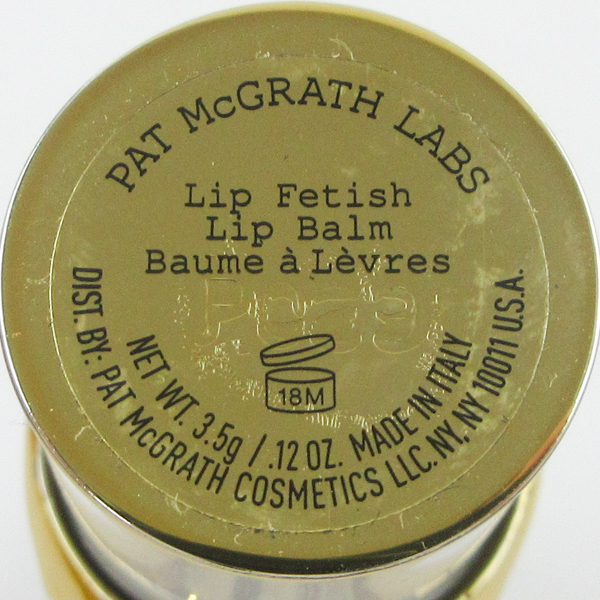 PAT McGRATH LABS
Lip Fetish
Lip Balm
Baume à Lèvres
18M
NET WT. 3.5g / .12 OZ. MADE IN ITALY
DIST. BY: PAT McGRATH COSMETICS LLC. NY, NY 10011 U.S.A.